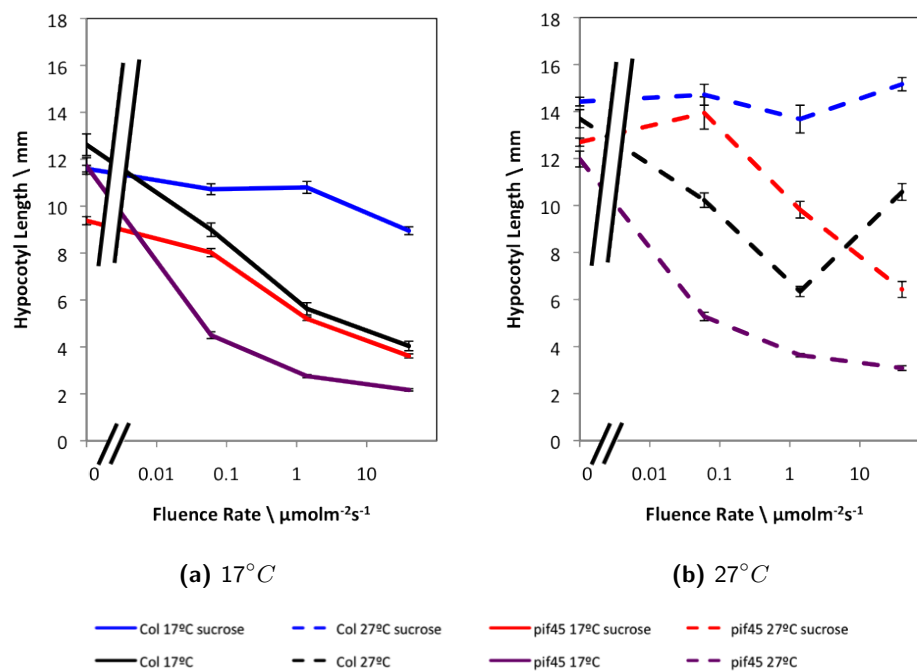 18
16
14
12
10
8
6
4
2
0
Hypocotyl Length \ mm
0 0.01 0.1 1 10
Fluence Rate \ µmolm⁻²s⁻¹
(a) 17°C
18
16
14
12
10
8
6
4
2
0
Hypocotyl Length \ mm
0 0.01 0.1 1 10
Fluence Rate \ µmolm⁻²s⁻¹
(b) 27°C
Col 17ºC sucrose Col 27ºC sucrose pif45 17ºC sucrose pif45 27ºC sucrose
Col 17ºC Col 27ºC pif45 17ºC pif45 27ºC